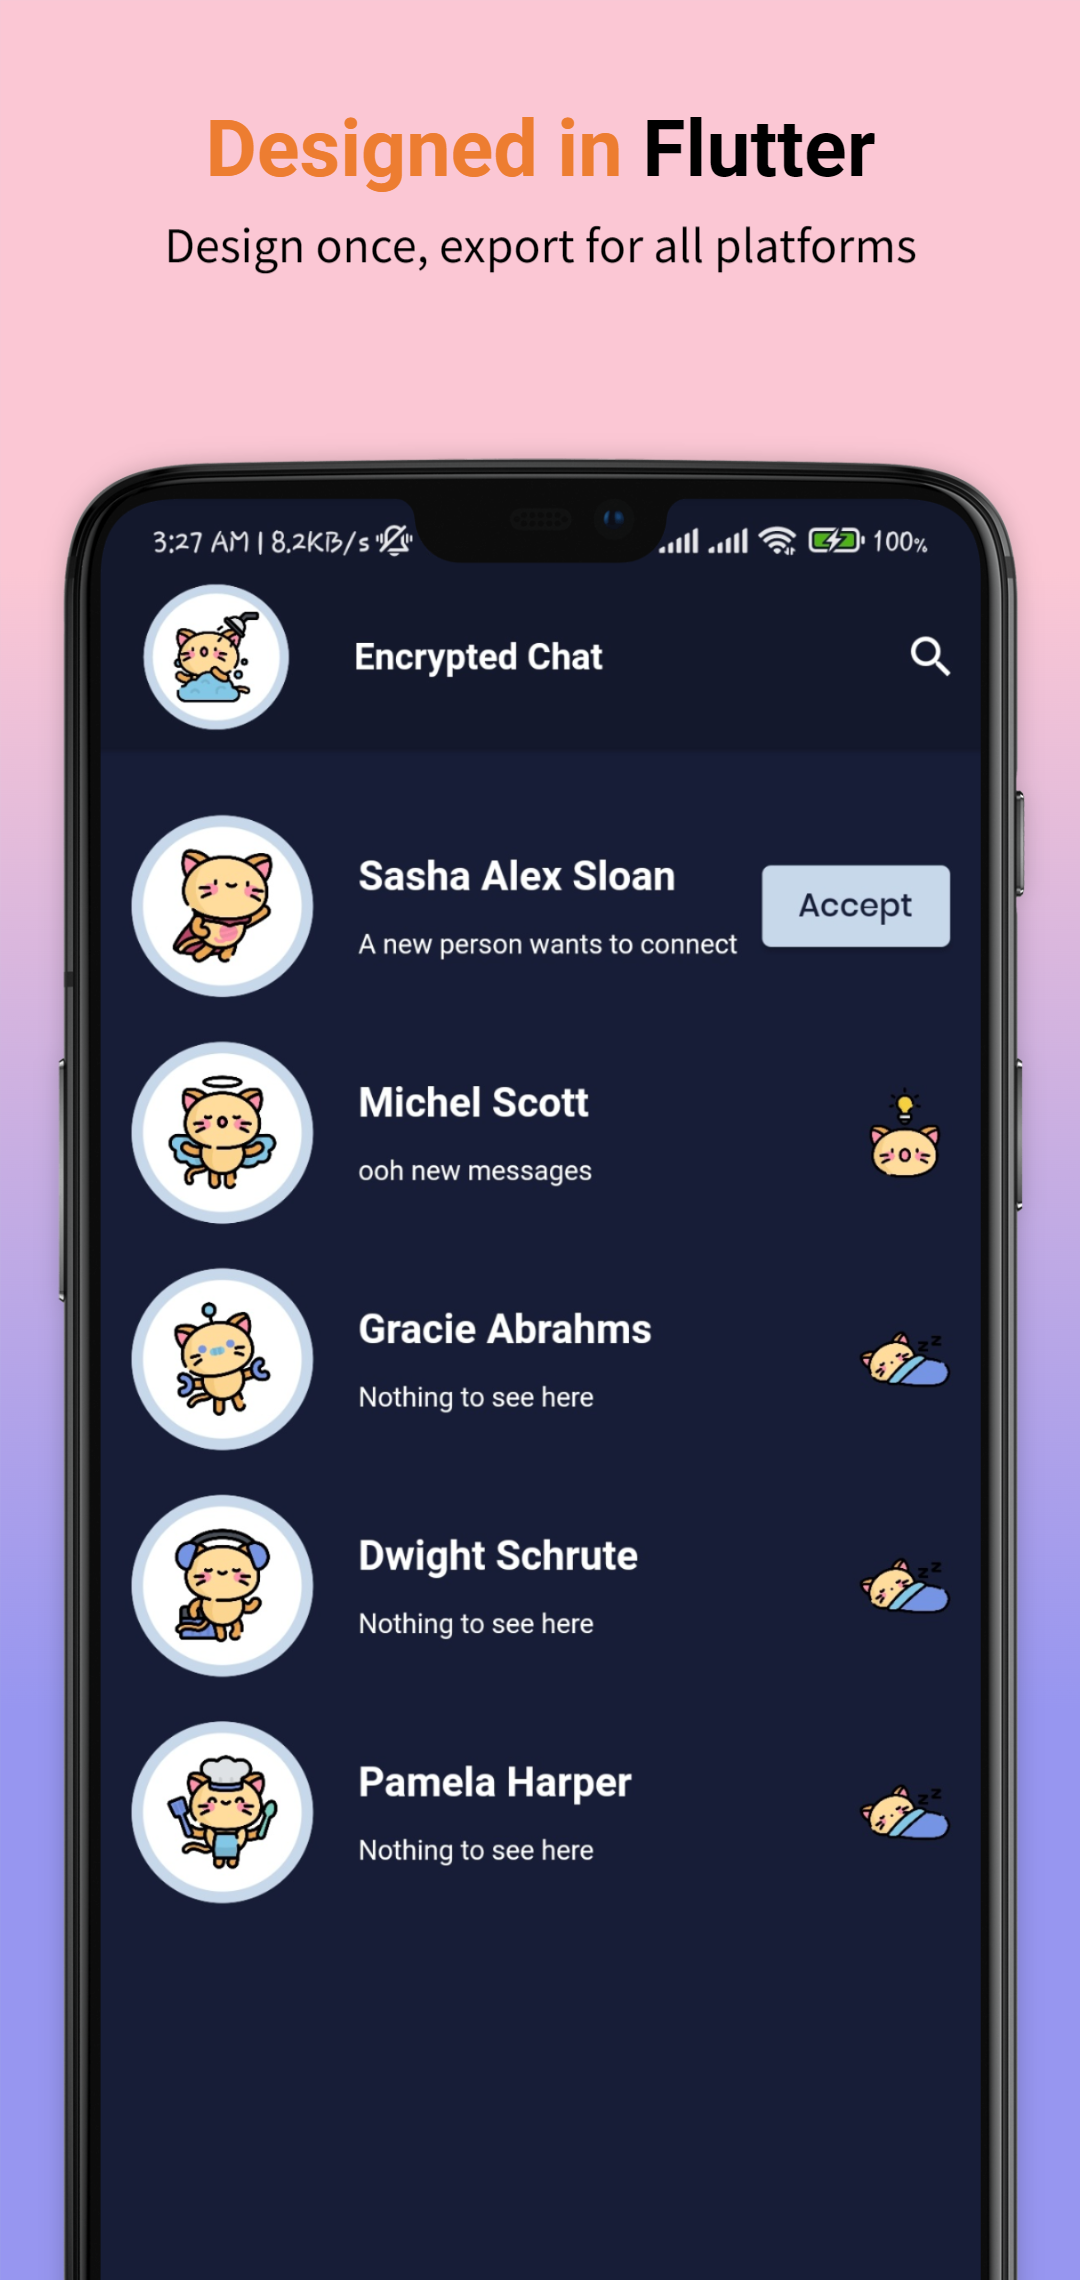 Designed in Flutter
Design once, export for all platforms
3:27 AM | 8.2KB/s 100%
Encrypted Chat
Sasha Alex Sloan
A new person wants to connect
Accept
Michel Scott
ooh new messages
Gracie Abrahms
z z
Nothing to see here
Dwight Schrute
z z
Nothing to see here
Pamela Harper
z z
Nothing to see here